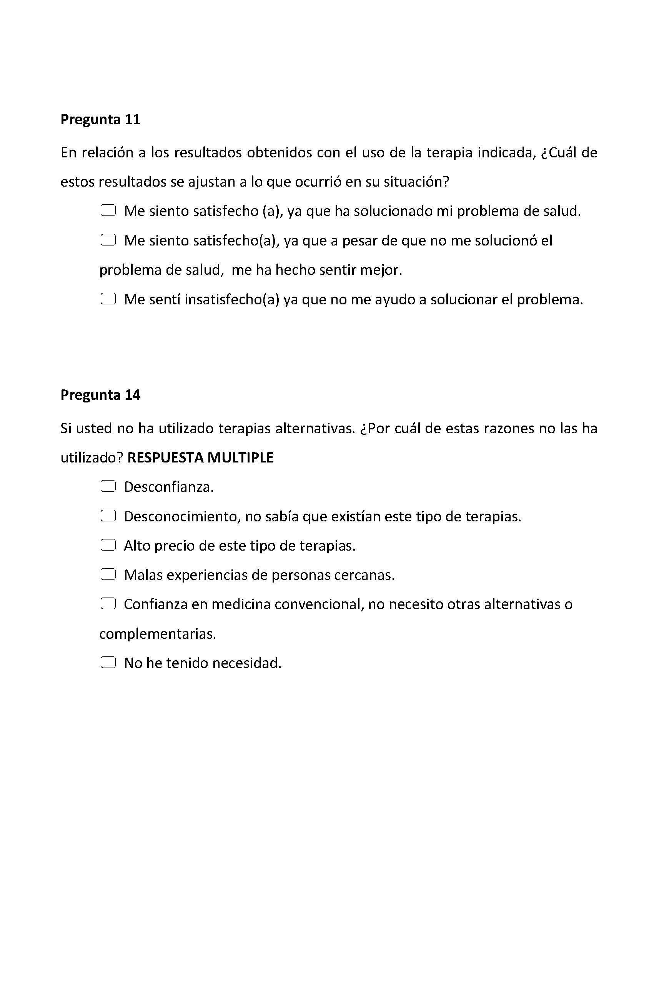 Pregunta 11
En relación a los resultados obtenidos con el uso de la terapia indicada, ¿Cuál de
estos resultados se ajustan a lo que ocurrió en su situación?
Me siento satisfecho (a), ya que ha solucionado mi problema de salud.
Me siento satisfecho(a), ya que a pesar de que no me solucionó el
problema de salud,  me ha hecho sentir mejor.
Me sentí insatisfecho(a) ya que no me ayudo a solucionar el problema.
Pregunta 14
Si usted no ha utilizado terapias alternativas. ¿Por cuál de estas razones no las ha
utilizado? RESPUESTA MULTIPLE
Desconfianza.
Desconocimiento, no sabía que existían este tipo de terapias.
Alto precio de este tipo de terapias.
Malas experiencias de personas cercanas.
Confianza en medicina convencional, no necesito otras alternativas o
complementarias.
No he tenido necesidad.